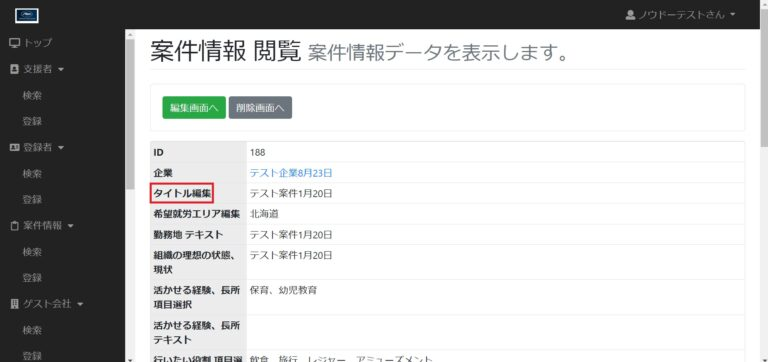 ノウドーテストさん
トップ
支援者
検索
登録
登録者
検索
登録
案件情報
検索
登録
ゲスト会社
検索
登録
案件情報 閲覧 案件情報データを表示します。
編集画面へ 削除画面へ
ID 188
企業 テスト企業8月23日
タイトル編集 テスト案件1月20日
希望就労エリア編集 北海道
勤務地 テキスト テスト案件1月20日
組織の理想の状態、 テスト案件1月20日
現状
活かせる経験、長所 保育、幼児教育
項目選択
活かせる経験、長所
テキスト
行いたい役割 項目選 飲食、旅行、レジャー、アミューズメント